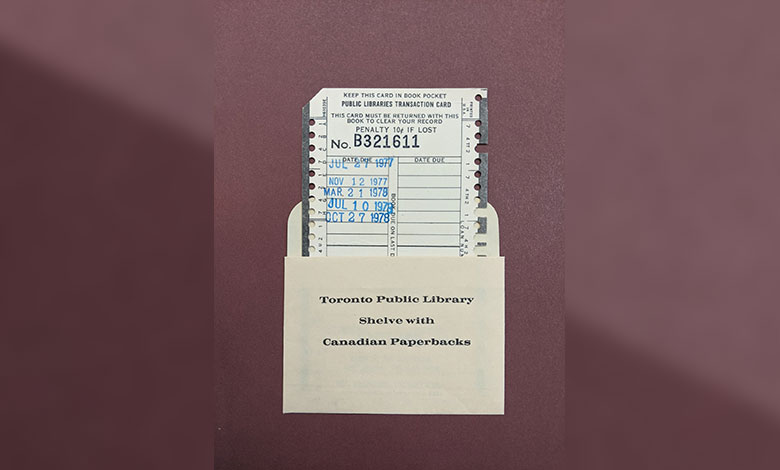 KEEP THIS CARD IN BOOK POCKET
PUBLIC LIBRARIES TRANSACTION CARD
THIS CARD MUST BE RETURNED WITH THIS
BOOK TO CLEAR YOUR RECORD
PENALTY 10¢ IF LOST
No. B321611
DATE DUE DATE DUE
JUL 27 1977
NOV 12 1977
MAR 21 1978
JUL 10 1978
OCT 27 1978
Toronto Public Library
Shelve with
Canadian Paperbacks